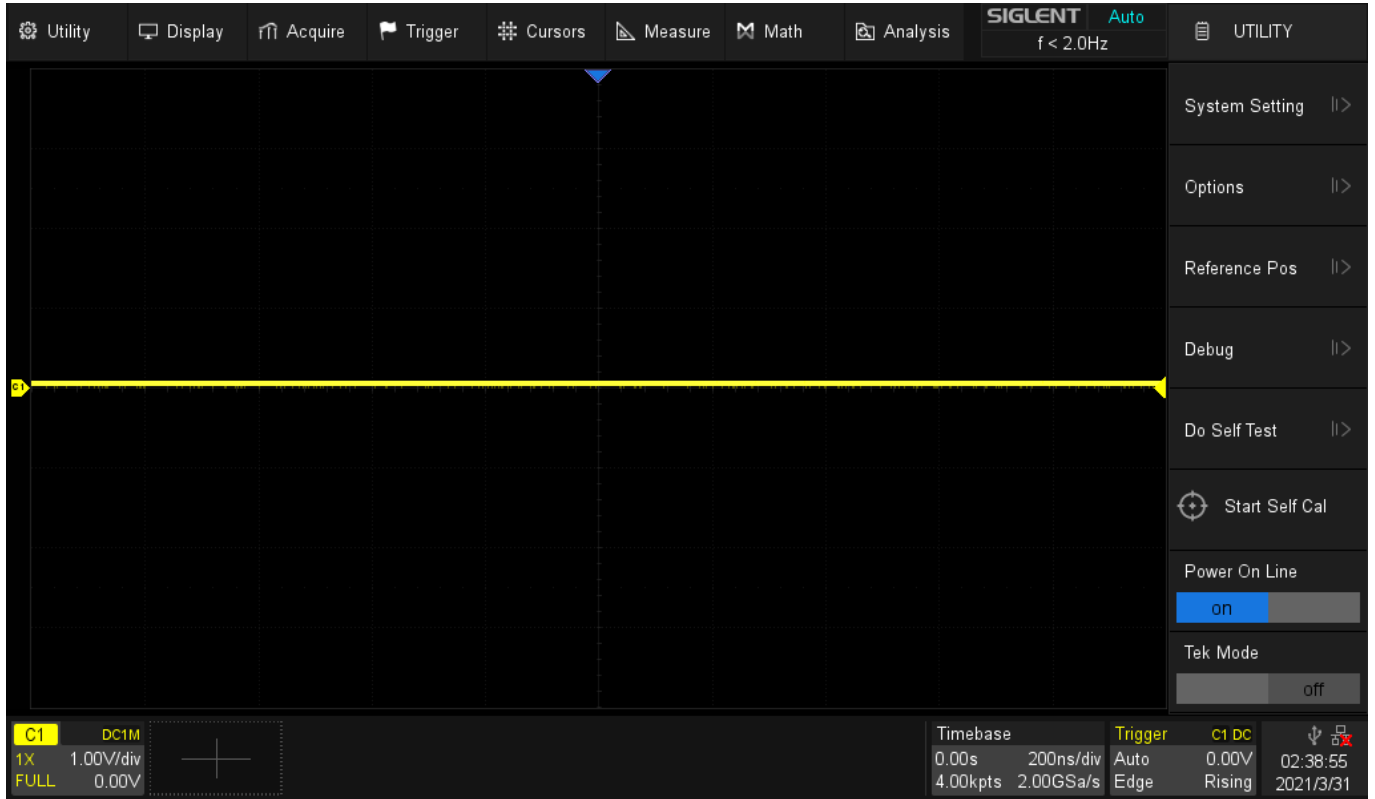 Utility
Display
Acquire
Trigger
Cursors
Measure
Math
Analysis
SIGLENT Auto
f < 2.0Hz
UTILITY
System Setting
Options
Reference Pos
Debug
Do Self Test
Start Self Cal
Power On Line
on
Tek Mode
off
C1
C1 DC1M
1X 1.00V/div
FULL 0.00V
Timebase
0.00s 200ns/div
4.00kpts 2.00GSa/s
Trigger C1 DC
Auto 0.00V
Edge Rising
02:38:55
2021/3/31